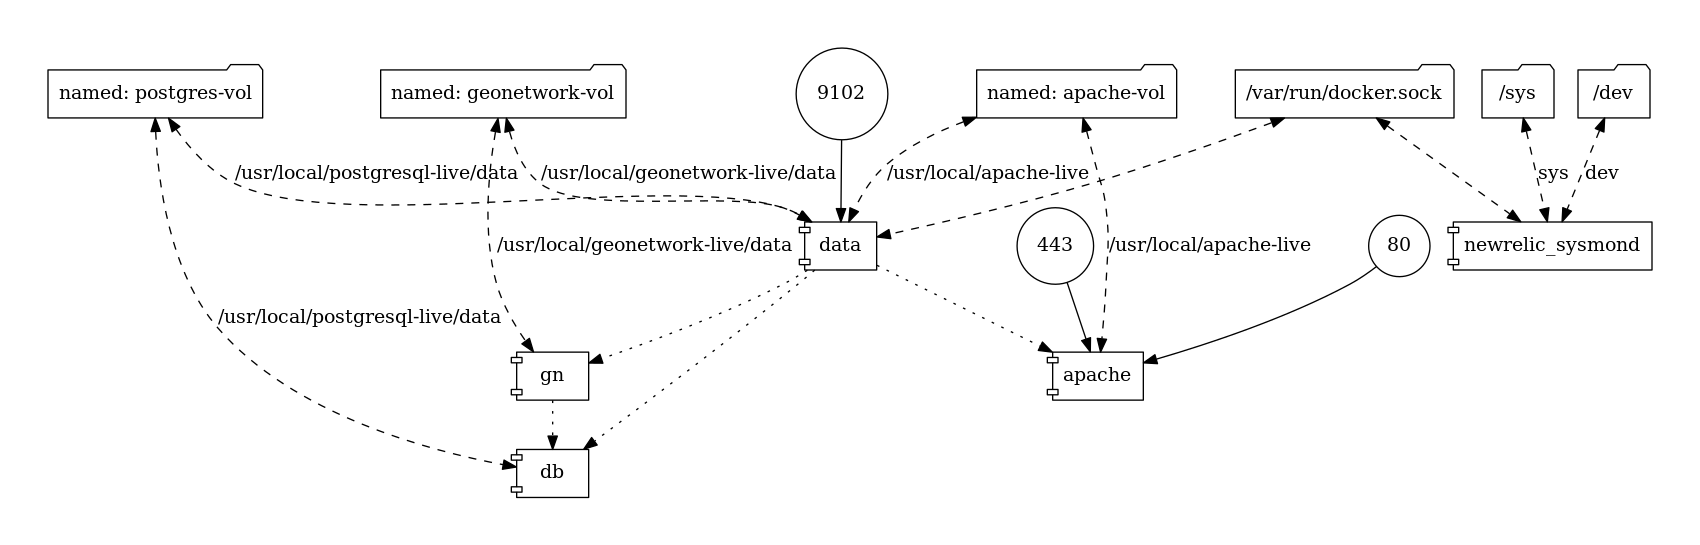 named: postgres-vol
named: geonetwork-vol
9102
named: apache-vol
/var/run/docker.sock
/sys
/dev
/usr/local/postgresql-live/data
/usr/local/geonetwork-live/data
/usr/local/apache-live
sys
dev
/usr/local/geonetwork-live/data
data
443
/usr/local/apache-live
80
newrelic_sysmond
/usr/local/postgresql-live/data
gn
apache
db